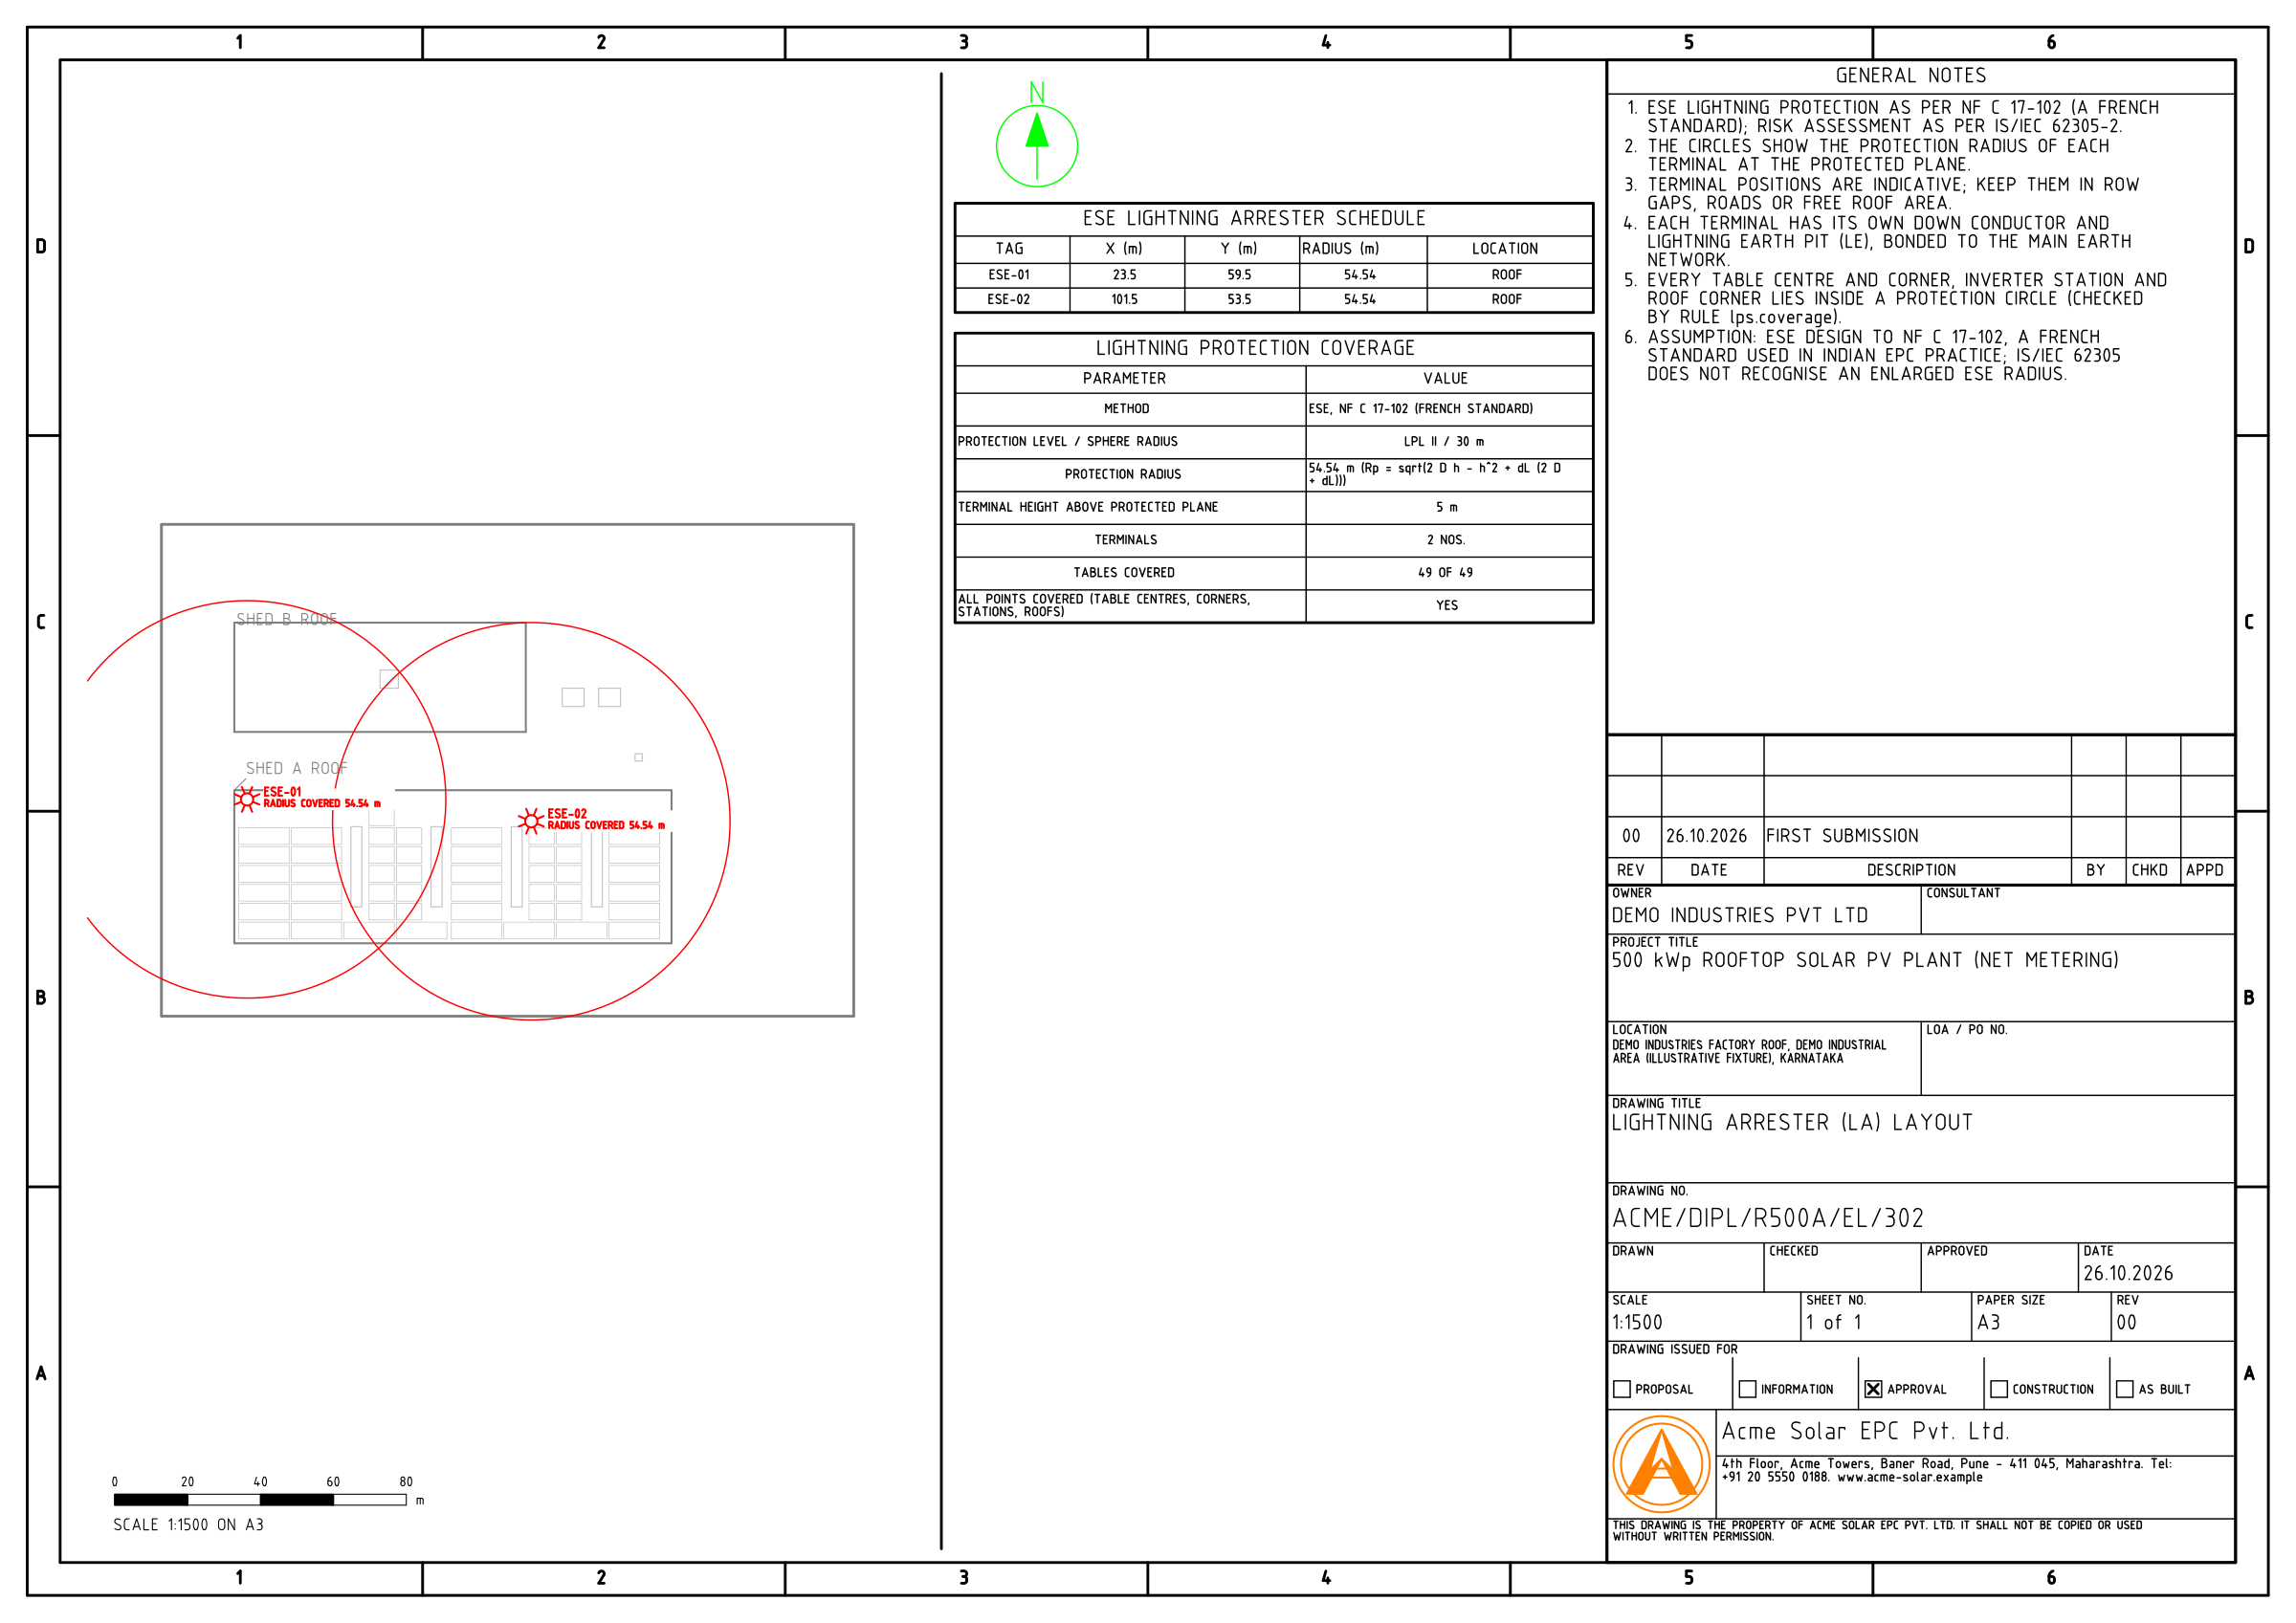 1 2 3 4 5 6
D
C
B
A
N
SHED B ROOF
SHED A ROOF
ESE-01
RADIUS COVERED 54.54 m
ESE-02
RADIUS COVERED 54.54 m
0 20 40 60 80 m
SCALE 1:1500 ON A3
ESE LIGHTNING ARRESTER SCHEDULE
TAG X (m) Y (m) RADIUS (m) LOCATION
ESE-01 23.5 59.5 54.54 ROOF
ESE-02 101.5 53.5 54.54 ROOF
LIGHTNING PROTECTION COVERAGE
PARAMETER VALUE
METHOD ESE, NF C 17-102 (FRENCH STANDARD)
PROTECTION LEVEL / SPHERE RADIUS LPL II / 30 m
PROTECTION RADIUS 54.54 m (Rp = sqrt(2 D h - h^2 + dL (2 D
+ dL)))
TERMINAL HEIGHT ABOVE PROTECTED PLANE 5 m
TERMINALS 2 NOS.
TABLES COVERED 49 OF 49
ALL POINTS COVERED (TABLE CENTRES, CORNERS,
STATIONS, ROOFS) YES
GENERAL NOTES
1. ESE LIGHTNING PROTECTION AS PER NF C 17-102 (A FRENCH
STANDARD); RISK ASSESSMENT AS PER IS/IEC 62305-2.
2. THE CIRCLES SHOW THE PROTECTION RADIUS OF EACH
TERMINAL AT THE PROTECTED PLANE.
3. TERMINAL POSITIONS ARE INDICATIVE; KEEP THEM IN ROW
GAPS, ROADS OR FREE ROOF AREA.
4. EACH TERMINAL HAS ITS OWN DOWN CONDUCTOR AND
LIGHTNING EARTH PIT (LE), BONDED TO THE MAIN EARTH
NETWORK.
5. EVERY TABLE CENTRE AND CORNER, INVERTER STATION AND
ROOF CORNER LIES INSIDE A PROTECTION CIRCLE (CHECKED
BY RULE lps.coverage).
6. ASSUMPTION: ESE DESIGN TO NF C 17-102, A FRENCH
STANDARD USED IN INDIAN EPC PRACTICE; IS/IEC 62305
DOES NOT RECOGNISE AN ENLARGED ESE RADIUS.
00 26.10.2026 FIRST SUBMISSION
REV DATE DESCRIPTION BY CHKD APPD
OWNER CONSULTANT
DEMO INDUSTRIES PVT LTD
PROJECT TITLE
500 kWp ROOFTOP SOLAR PV PLANT (NET METERING)
LOCATION LOA / PO NO.
DEMO INDUSTRIES FACTORY ROOF, DEMO INDUSTRIAL
AREA (ILLUSTRATIVE FIXTURE), KARNATAKA
DRAWING TITLE
LIGHTNING ARRESTER (LA) LAYOUT
DRAWING NO.
ACME/DIPL/R500A/EL/302
DRAWN CHECKED APPROVED DATE
26.10.2026
SCALE SHEET NO. PAPER SIZE REV
1:1500 1 of 1 A3 00
DRAWING ISSUED FOR
PROPOSAL INFORMATION APPROVAL CONSTRUCTION AS BUILT
Acme Solar EPC Pvt. Ltd.
4th Floor, Acme Towers, Baner Road, Pune - 411 045, Maharashtra. Tel:
+91 20 5550 0188. www.acme-solar.example
THIS DRAWING IS THE PROPERTY OF ACME SOLAR EPC PVT. LTD. IT SHALL NOT BE COPIED OR USED
WITHOUT WRITTEN PERMISSION.
D
C
B
A
1 2 3 4 5 6